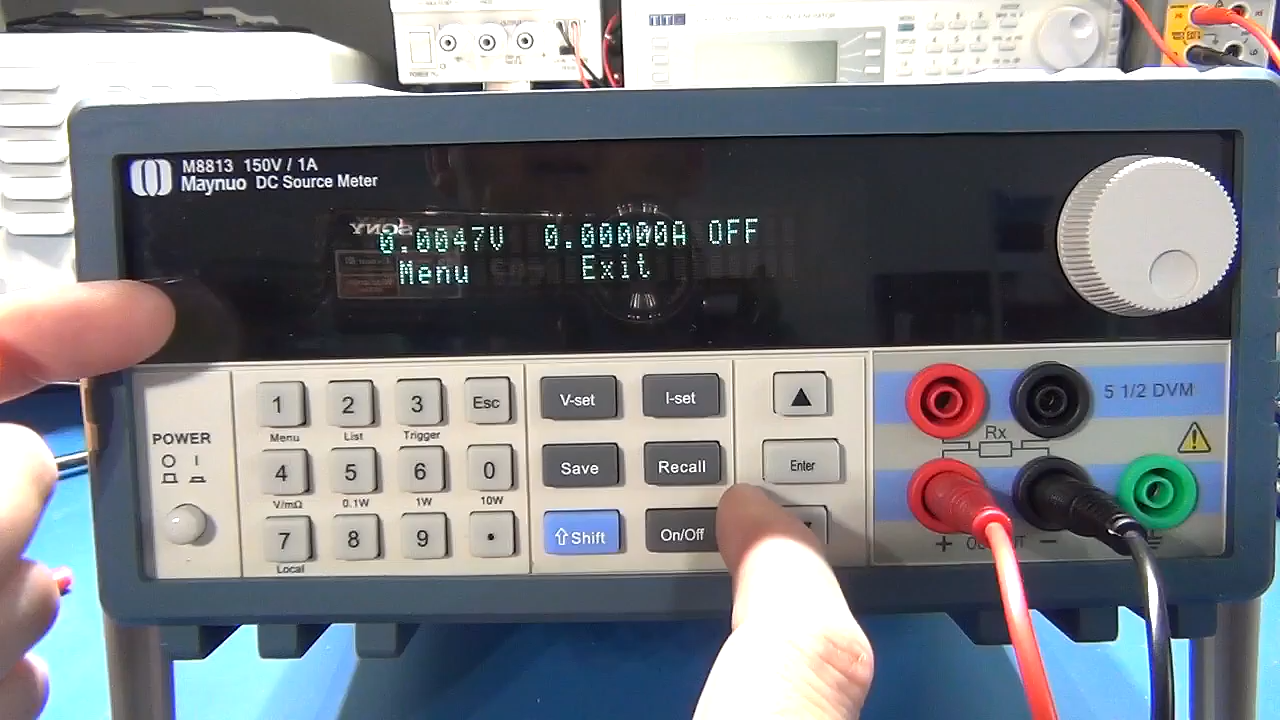 TTi
M8813 150V / 1A
Maynuo DC Source Meter
SONY
0.0047V 0.00000A OFF
Menu Exit
POWER
O I
1 2 3 Esc
Menu List Trigger
4 5 6 0
V/mΩ 0.1W 1W 10W
7 8 9 .
Local
V-set I-set
Save Recall
⇧Shift On/Off
▲
Enter
5 1/2 DVM
Rx
+ −